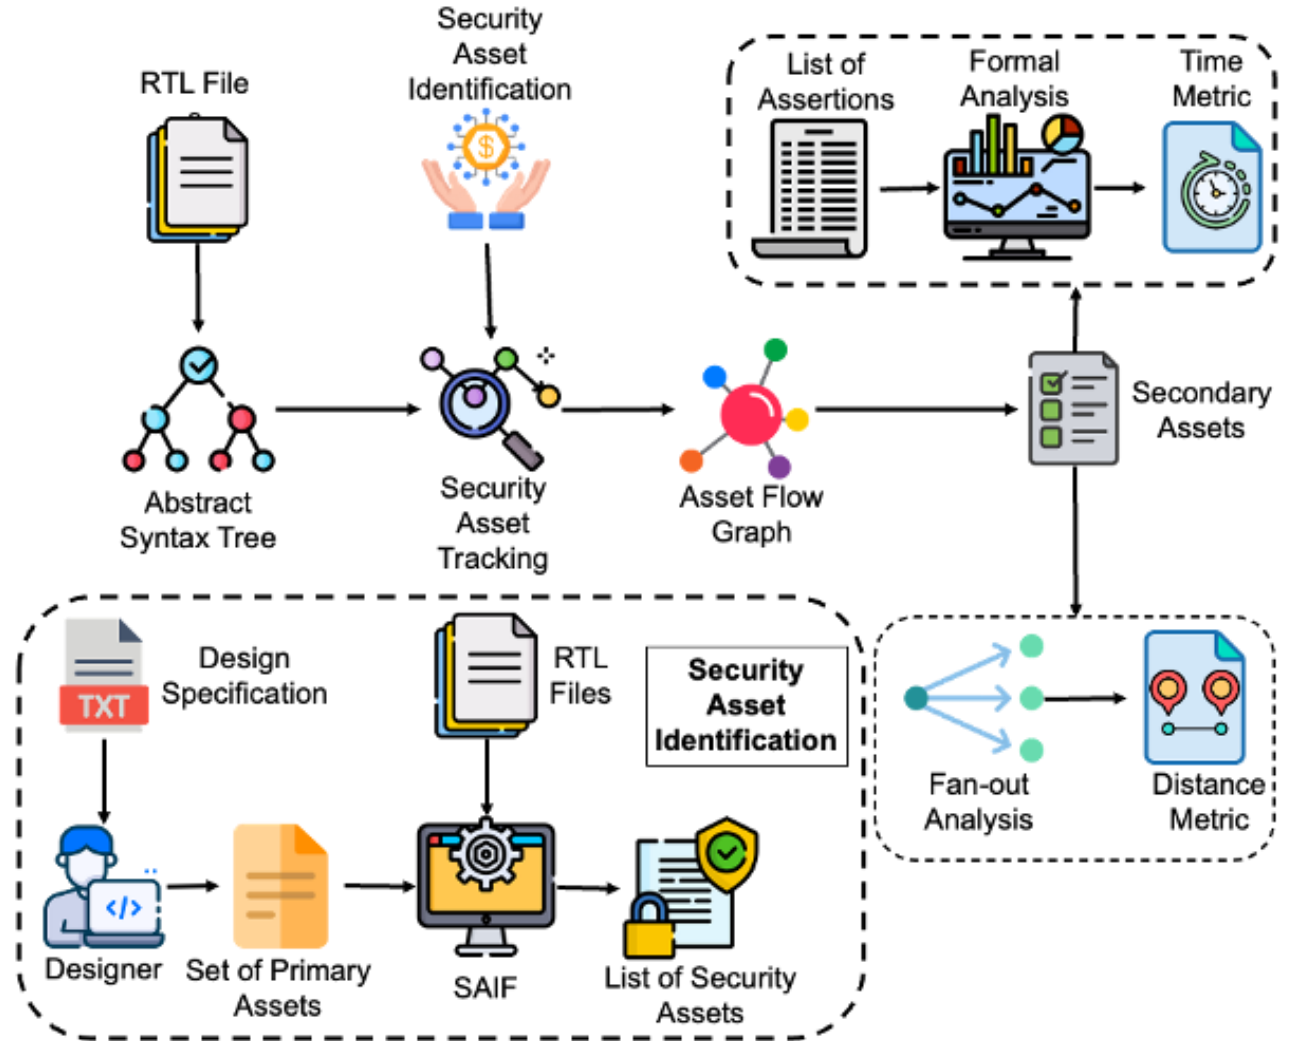 RTL File
Security
Asset
Identification
$
List of
Assertions
Formal
Analysis
Time
Metric
Abstract
Syntax Tree
Security
Asset
Tracking
Asset Flow
Graph
Secondary
Assets
TXT
Design
Specification
RTL
Files
Security
Asset
Identification
Fan-out
Analysis
Distance
Metric
</>
Designer
Set of Primary
Assets
SAIF
List of Security
Assets